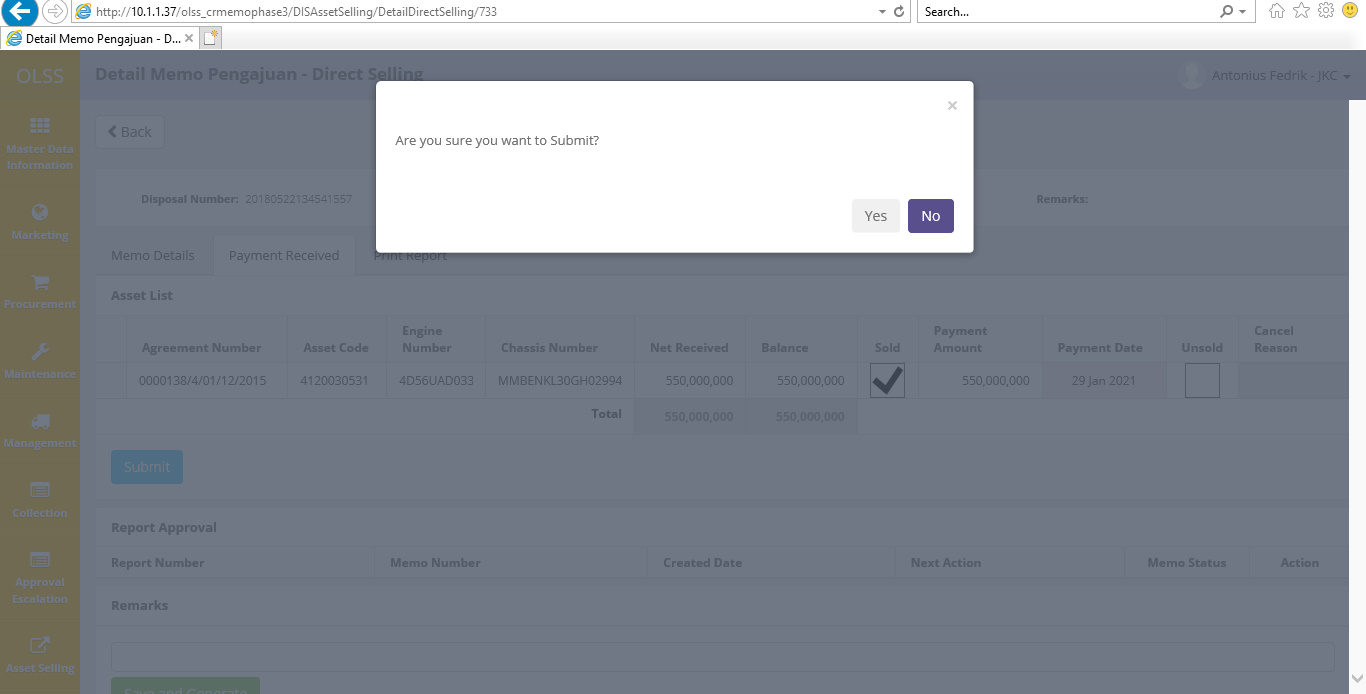 http://10.1.1.37/olss_crmemophase3/DISAssetSelling/DetailDirectSelling/733
Search...
Detail Memo Pengajuan - D...
OLSS
Detail Memo Pengajuan - Direct Selling
Antonius Fedrik - JKC
Back
×
Are you sure you want to Submit?
Yes
No
Master Data
Information
Marketing
Procurement
Maintenance
Management
Collection
Approval
Escalation
Asset Selling
Disposal Number: 20180522134541557
Remarks:
Memo Details
Payment Received
Print Report
Asset List
Agreement Number Asset Code Engine Number Chassis Number Net Received Balance Sold Payment Amount Payment Date Unsold Cancel Reason
0000138/4/01/12/2015 4120030531 4D56UAD033 MMBENKL30GH02994 550,000,000 550,000,000 550,000,000 29 Jan 2021
Total 550,000,000 550,000,000
Submit
Report Approval
Report Number Memo Number Created Date Next Action Memo Status Action
Remarks
Save and Generate